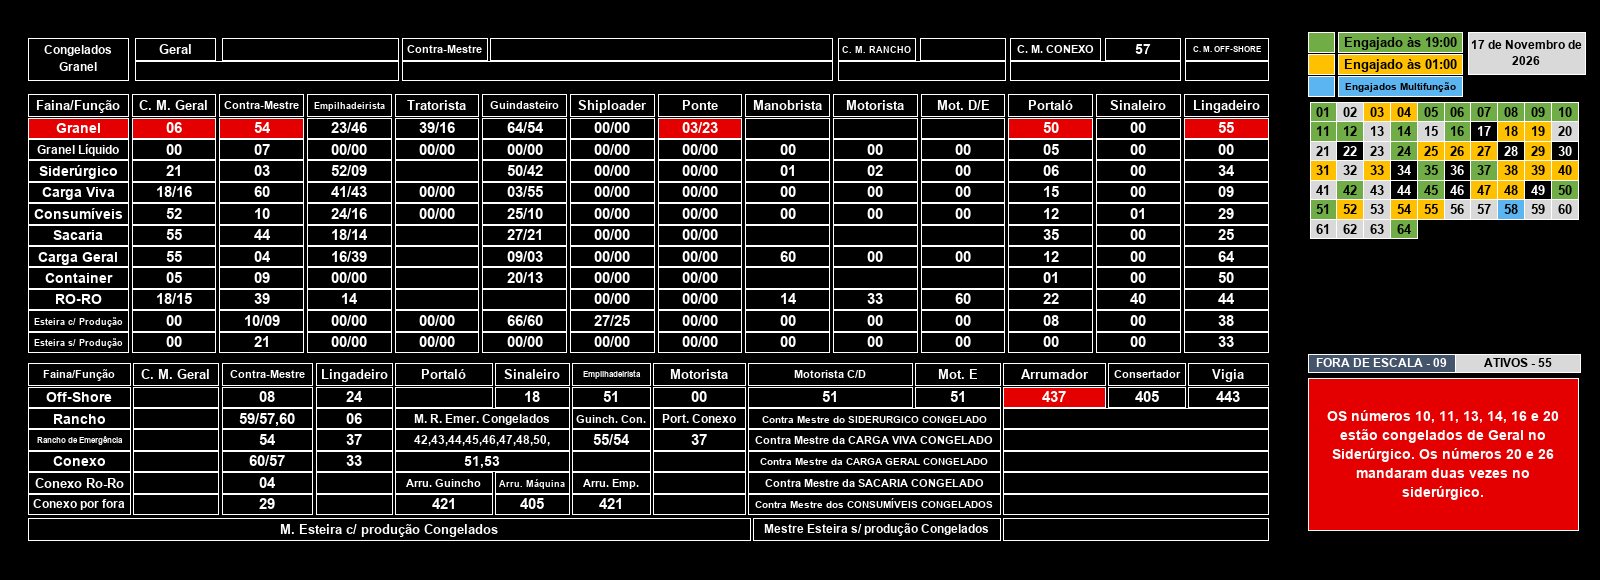 Congelados Granel Geral Contra-Mestre C. M. RANCHO C. M. CONEXO 57 C. M. OFF-SHORE
Faina/Função C. M. Geral Contra-Mestre Empilhadeirista Tratorista Guindasteiro Shiploader Ponte Manobrista Motorista Mot. D/E Portaló Sinaleiro Lingadeiro
Granel 06 54 23/46 39/16 64/54 00/00 03/23 50 00 55
Granel Líquido 00 07 00/00 00/00 00/00 00/00 00/00 00 00 00 05 00 00
Siderúrgico 21 03 52/09 50/42 00/00 00/00 01 02 00 06 00 34
Carga Viva 18/16 60 41/43 00/00 03/55 00/00 00/00 00 00 00 15 00 09
Consumíveis 52 10 24/16 00/00 25/10 00/00 00/00 00 00 00 12 01 29
Sacaria 55 44 18/14 27/21 00/00 00/00 35 00 25
Carga Geral 55 04 16/39 09/03 00/00 00/00 60 00 00 12 00 64
Container 05 09 00/00 20/13 00/00 00/00 01 00 50
RO-RO 18/15 39 14 00/00 00/00 14 33 60 22 40 44
Esteira c/ Produção 00 10/09 00/00 00/00 66/60 27/25 00/00 00 00 00 08 00 38
Esteira s/ Produção 00 21 00/00 00/00 00/00 00/00 00/00 00 00 00 00 00 33
Faina/Função C. M. Geral Contra-Mestre Lingadeiro Portaló Sinaleiro Empilhadeirista Motorista Motorista C/D Mot. E Arrumador Consertador Vigia
Off-Shore 08 24 18 51 00 51 51 437 405 443
Rancho 59/57,60 06 M. R. Emer. Congelados Guinch. Con. Port. Conexo Contra Mestre do SIDERURGICO CONGELADO
Rancho de Emergência 54 37 42,43,44,45,46,47,48,50, 55/54 37 Contra Mestre da CARGA VIVA CONGELADO
Conexo 60/57 33 51,53 Contra Mestre da CARGA GERAL CONGELADO
Conexo Ro-Ro 04 Arru. Guincho Arru. Máquina Arru. Emp. Contra Mestre da SACARIA CONGELADO
Conexo por fora 29 421 405 421 Contra Mestre dos CONSUMÍVEIS CONGELADOS
M. Esteira c/ produção Congelados Mestre Esteira s/ produção Congelados
Engajado às 19:00
Engajado às 01:00
Engajados Multifunção
17 de Novembro de
2026
01 02 03 04 05 06 07 08 09 10
11 12 13 14 15 16 17 18 19 20
21 22 23 24 25 26 27 28 29 30
31 32 33 34 35 36 37 38 39 40
41 42 43 44 45 46 47 48 49 50
51 52 53 54 55 56 57 58 59 60
61 62 63 64
FORA DE ESCALA - 09 ATIVOS - 55
OS números 10, 11, 13, 14, 16 e 20
estão congelados de Geral no
Siderúrgico. Os números 20 e 26
mandaram duas vezes no
siderúrgico.